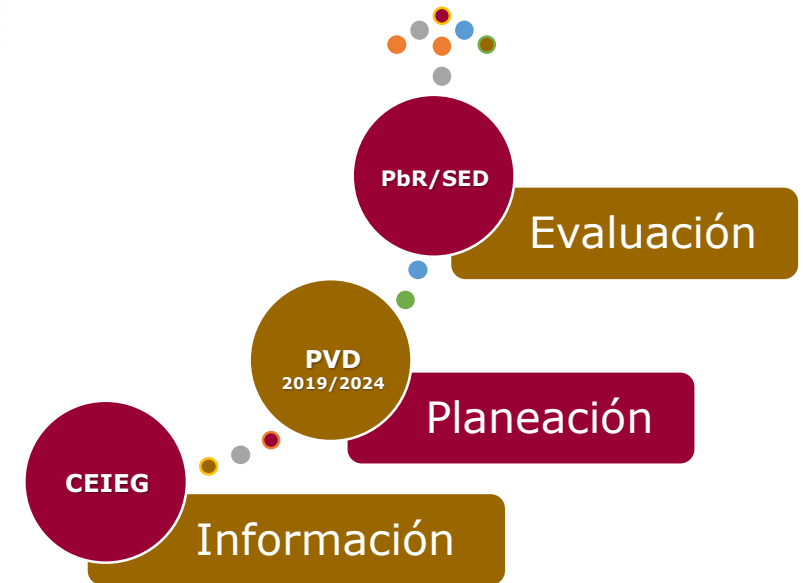 PbR/SED
Evaluación
PVD
2019/2024
Planeación
CEIEG
Información